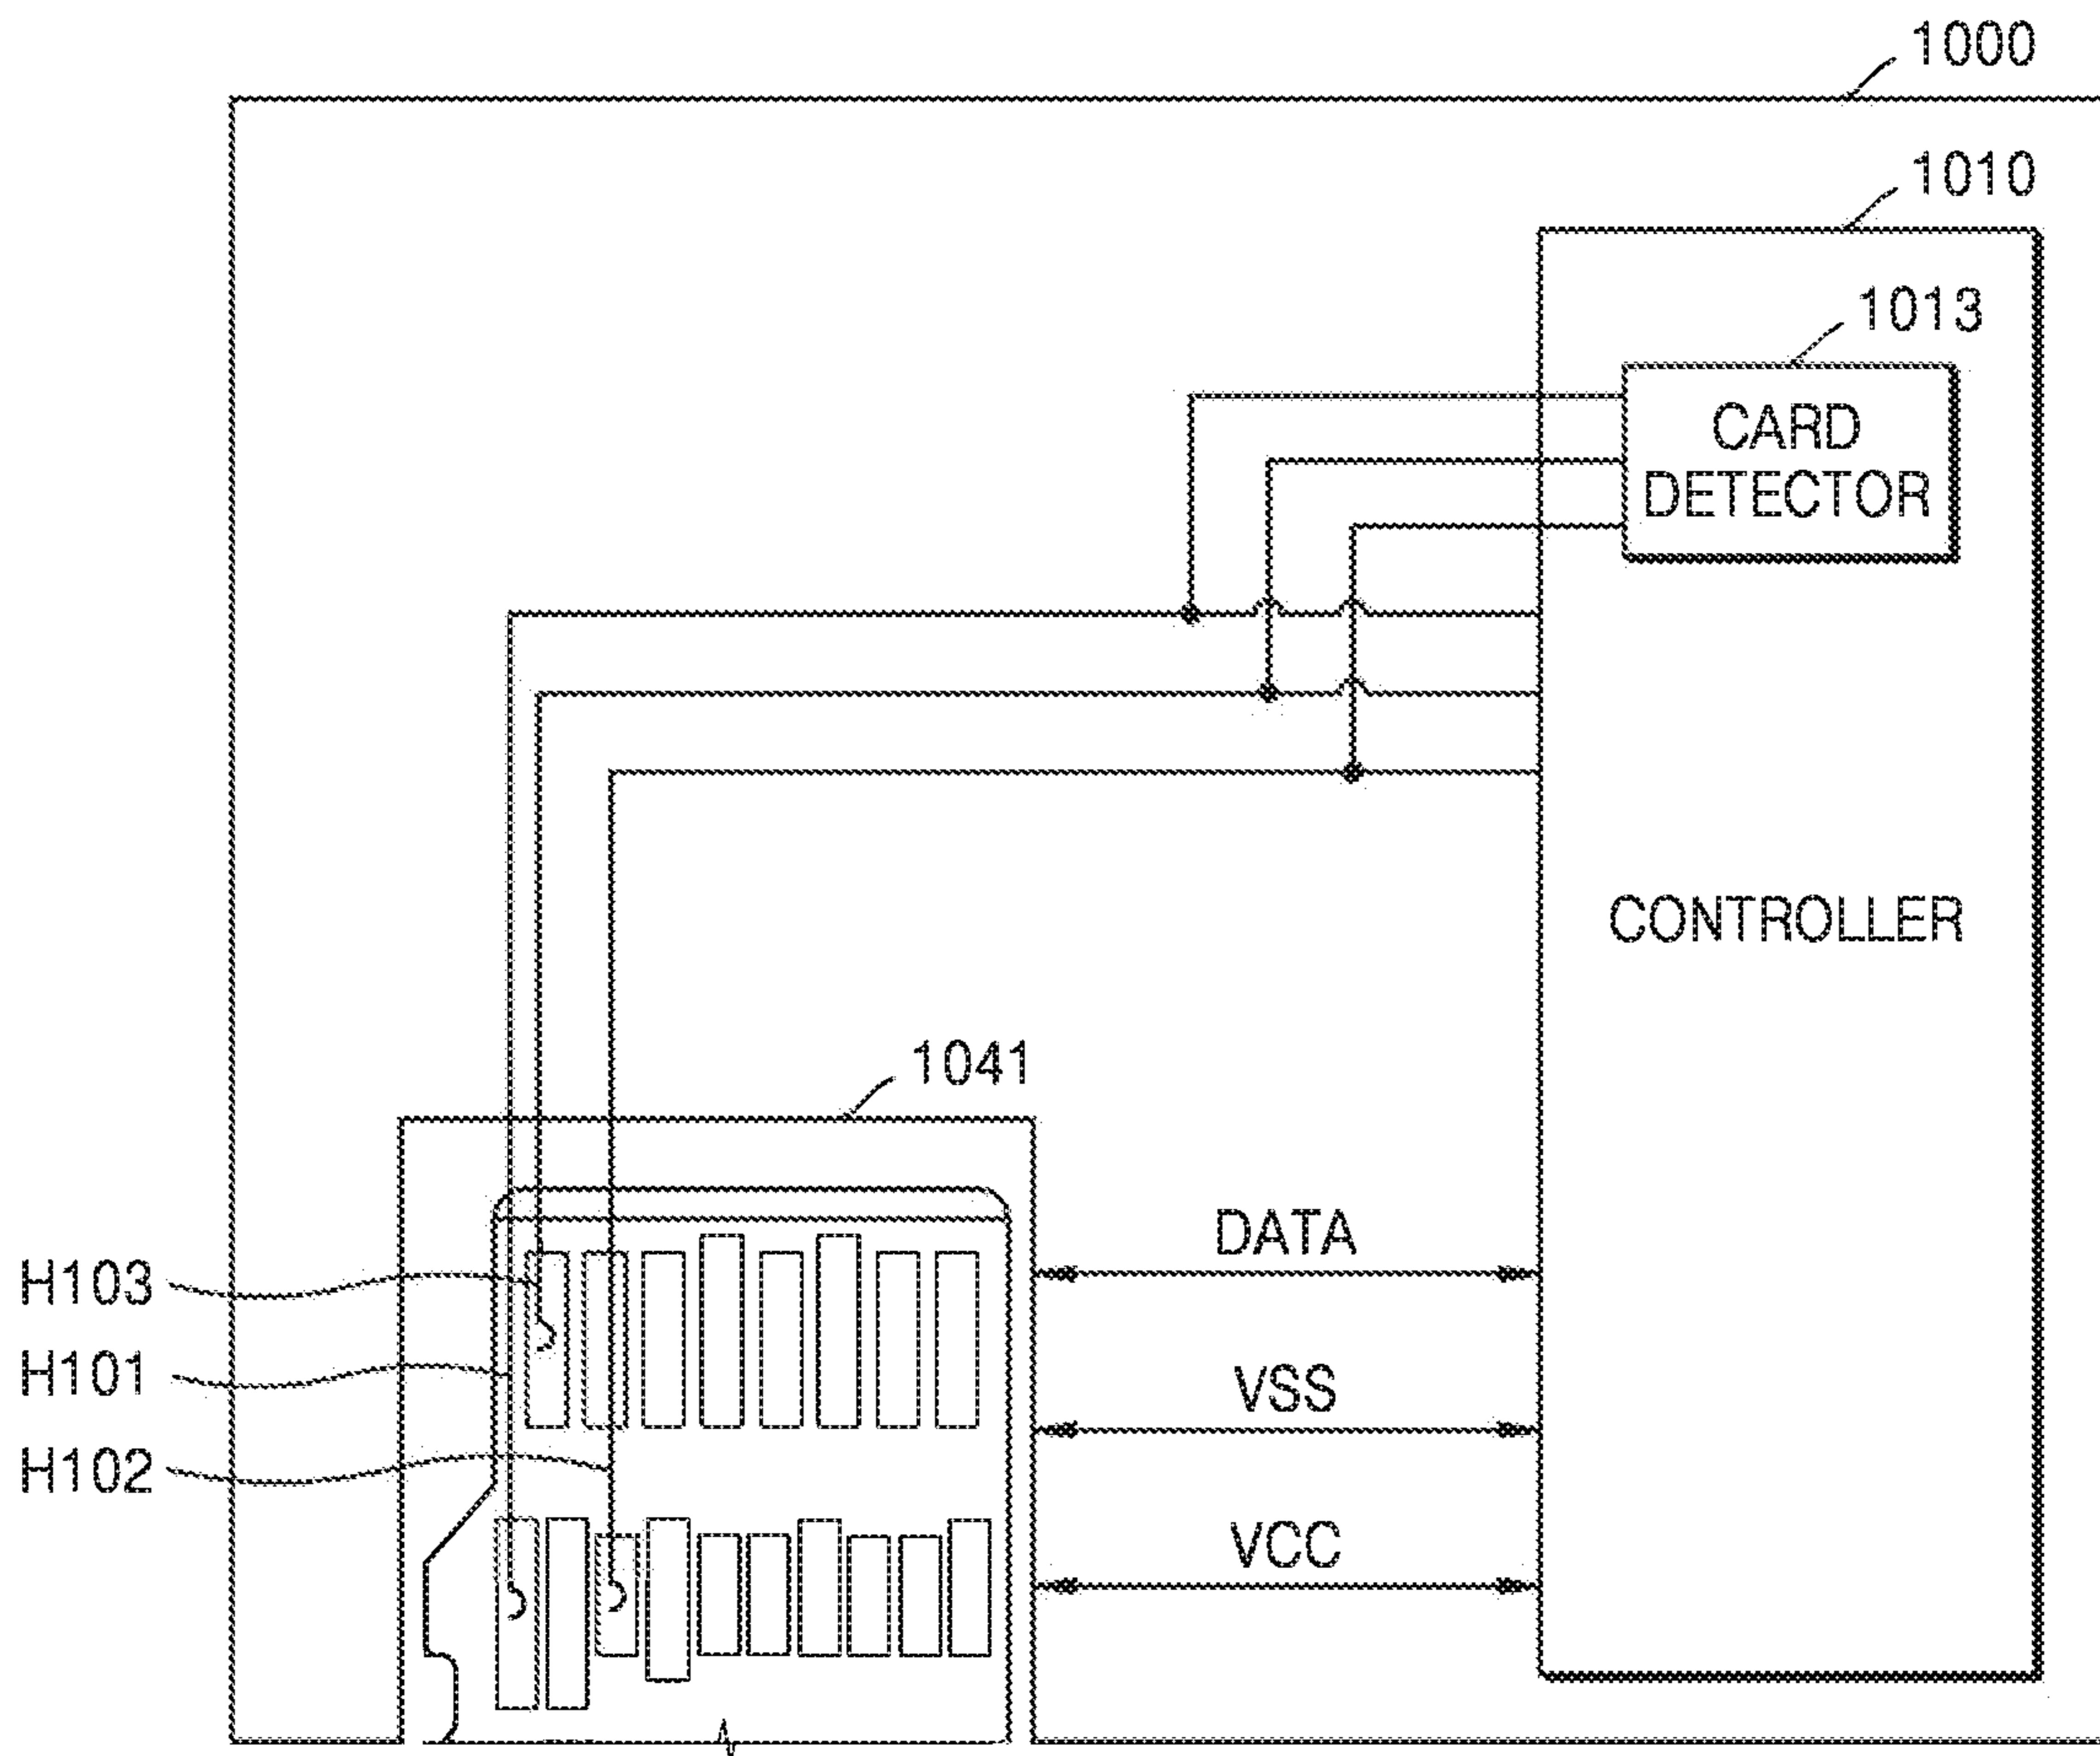 1000
1010
1013
CARD
DETECTOR
CONTROLLER
1041
DATA
H103
H101
VSS
H102
VCC